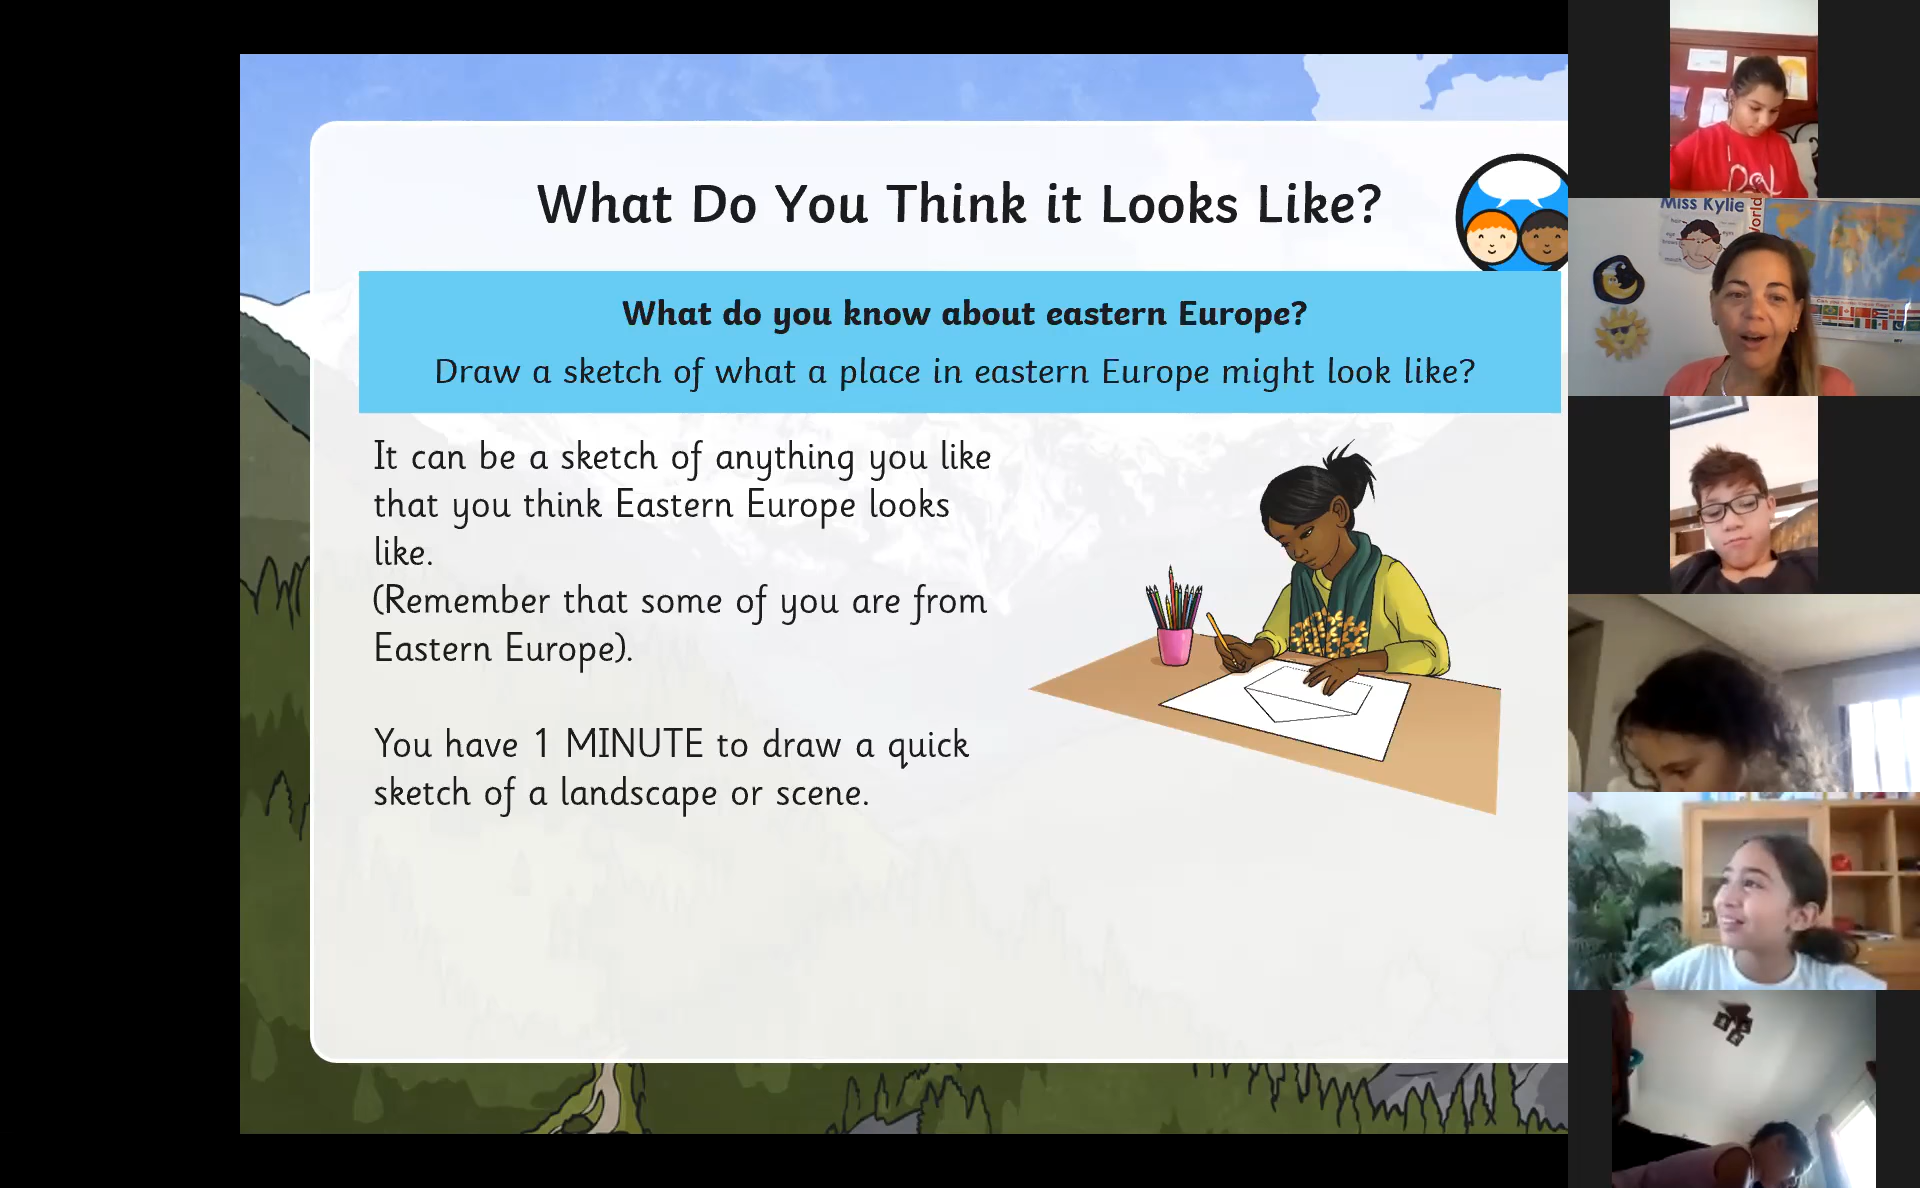 What Do You Think it Looks Like?
What do you know about eastern Europe?
Draw a sketch of what a place in eastern Europe might look like?
It can be a sketch of anything you like
that you think Eastern Europe looks
like.
(Remember that some of you are from
Eastern Europe).
You have 1 MINUTE to draw a quick
sketch of a landscape or scene.
Miss Kylie
World